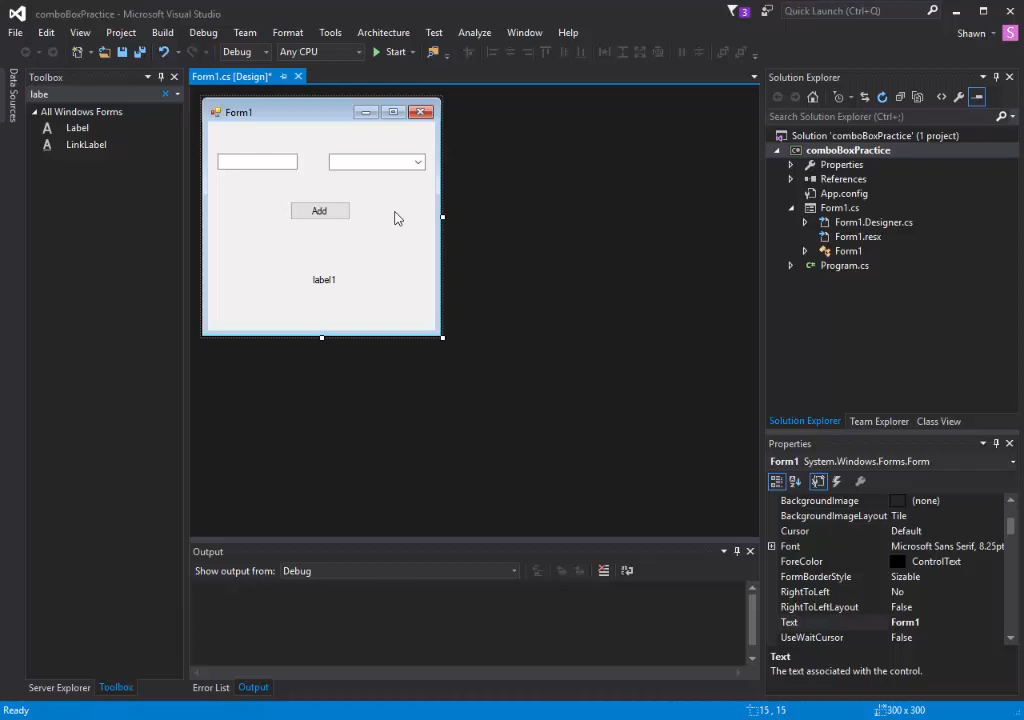 comboBoxPractice - Microsoft Visual Studio
3
Quick Launch (Ctrl+Q)
File Edit View Project Build Debug Team Format Tools Architecture Test Analyze Window Help
Shawn S
Debug Any CPU Start
Data Sources
Toolbox
labe
All Windows Forms
A Label
A LinkLabel
Form1.cs [Design]*
Form1
Add
label1
Solution Explorer
Search Solution Explorer (Ctrl+;)
Solution 'comboBoxPractice' (1 project)
comboBoxPractice
Properties
References
App.config
Form1.cs
Form1.Designer.cs
Form1.resx
Form1
Program.cs
Solution Explorer Team Explorer Class View
Properties
Form1 System.Windows.Forms.Form
BackgroundImage (none)
BackgroundImageLayout Tile
Cursor Default
Font Microsoft Sans Serif, 8.25pt
ForeColor ControlText
FormBorderStyle Sizable
RightToLeft No
RightToLeftLayout False
Text Form1
UseWaitCursor False
Text
The text associated with the control.
Output
Show output from: Debug
Server Explorer Toolbox
Error List Output
Ready
15 , 15
300 x 300